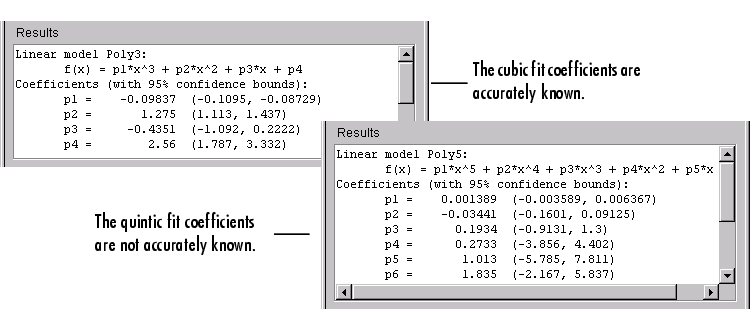 Results
Linear model Poly3:
f(x) = p1*x^3 + p2*x^2 + p3*x + p4
Coefficients (with 95% confidence bounds):
p1 = -0.09837 (-0.1095, -0.08729)
p2 = 1.275 (1.113, 1.437)
p3 = -0.4351 (-1.092, 0.2222)
p4 = 2.56 (1.787, 3.332)
The cubic fit coefficients are
accurately known.
Results
Linear model Poly5:
f(x) = p1*x^5 + p2*x^4 + p3*x^3 + p4*x^2 + p5*x
Coefficients (with 95% confidence bounds):
p1 = 0.001389 (-0.003589, 0.006367)
p2 = -0.03441 (-0.1601, 0.09125)
p3 = 0.1934 (-0.9131, 1.3)
p4 = 0.2733 (-3.856, 4.402)
p5 = 1.013 (-5.785, 7.811)
p6 = 1.835 (-2.167, 5.837)
The quintic fit coefficients
are not accurately known.